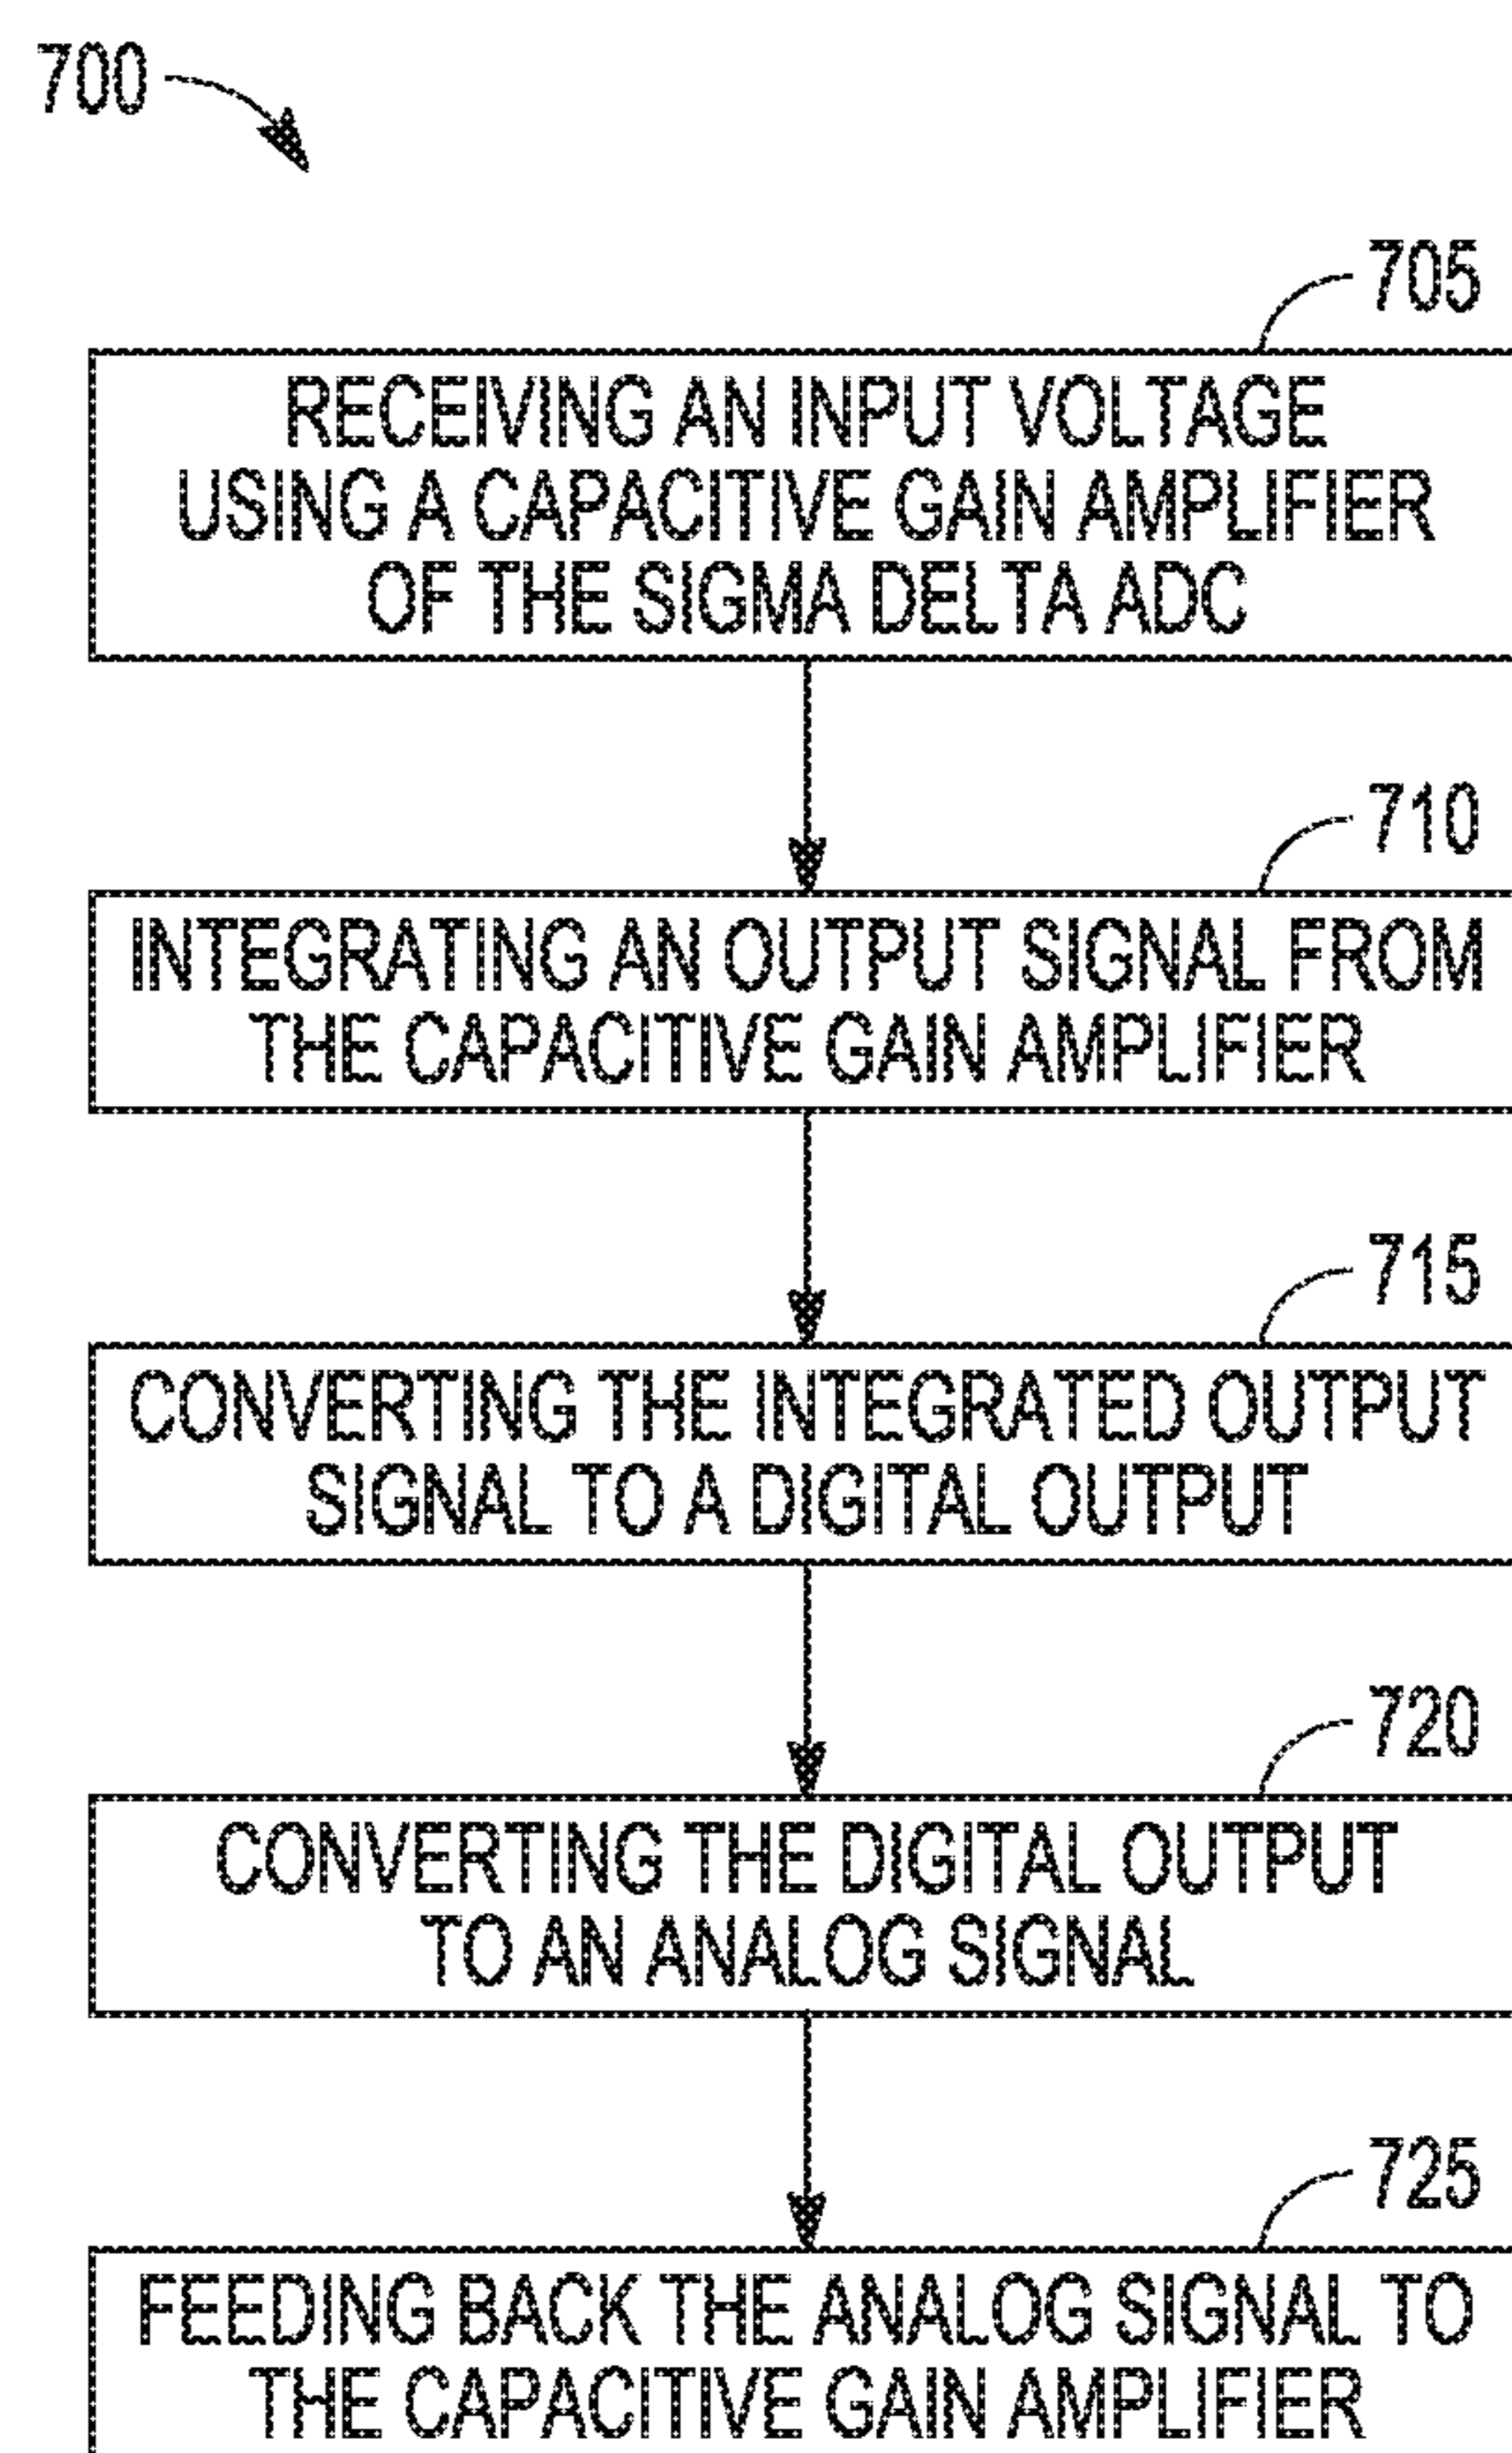 700
705
RECEIVING AN INPUT VOLTAGE
USING A CAPACITIVE GAIN AMPLIFIER
OF THE SIGMA DELTA ADC
710
INTEGRATING AN OUTPUT SIGNAL FROM
THE CAPACITIVE GAIN AMPLIFIER
715
CONVERTING THE INTEGRATED OUTPUT
SIGNAL TO A DIGITAL OUTPUT
720
CONVERTING THE DIGITAL OUTPUT
TO AN ANALOG SIGNAL
725
FEEDING BACK THE ANALOG SIGNAL TO
THE CAPACITIVE GAIN AMPLIFIER